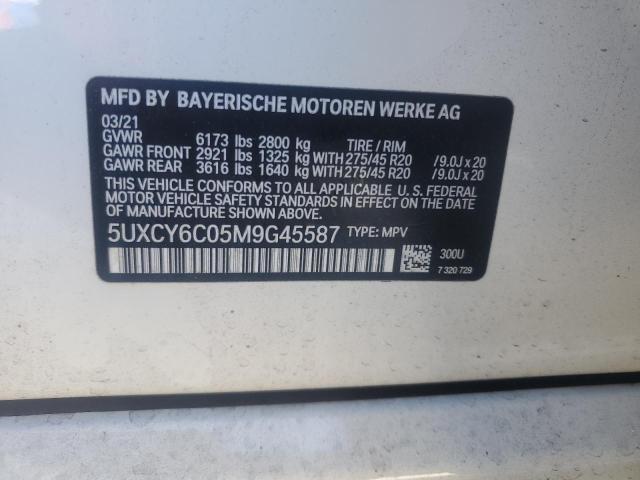 MFD BY BAYERISCHE MOTOREN WERKE AG
03/21
GVWR 6173 lbs 2800 kg TIRE / RIM
GAWR FRONT 2921 lbs 1325 kg WITH 275/45 R20 / 9.0J x 20
GAWR REAR 3616 lbs 1640 kg WITH 275/45 R20 / 9.0J x 20
THIS VEHICLE CONFORMS TO ALL APPLICABLE U. S. FEDERAL
MOTOR VEHICLE SAFETY STANDARDS IN EFFECT ON THE
DATE OF MANUFACTURE SHOWN ABOVE.
5UXCY6C05M9G45587 TYPE: MPV
300U
7 320 729